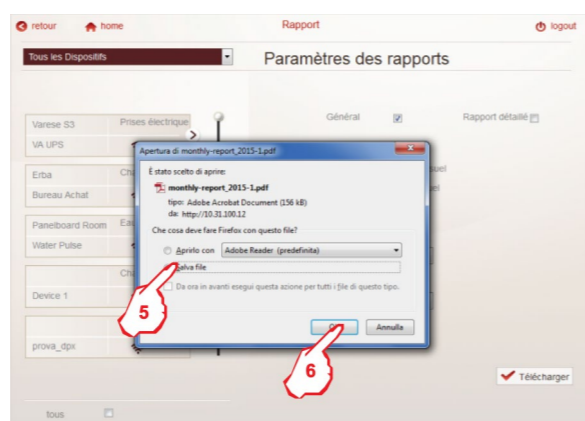 retour
home
Rapport
logout
Tous les Dispositifs
Paramètres des rapports
Général
Rapport détaillé
Varese S3
Prises électrique
VA UPS
Erba
Bureau Achat
Panelboard Room
Water Pulse
Device 1
prova_dpx
tous
Apertura di monthly-report_2015-1.pdf
È stato scelto di aprire:
monthly-report_2015-1.pdf
tipo: Adobe Acrobat Document (156 kB)
da: http://10.31.100.12
Che cosa deve fare Firefox con questo file?
Aprirlo con Adobe Reader (predefinita)
Salva file
Da ora in avanti esegui questa azione per tutti i file di questo tipo.
Annulla
5
6
Télécharger